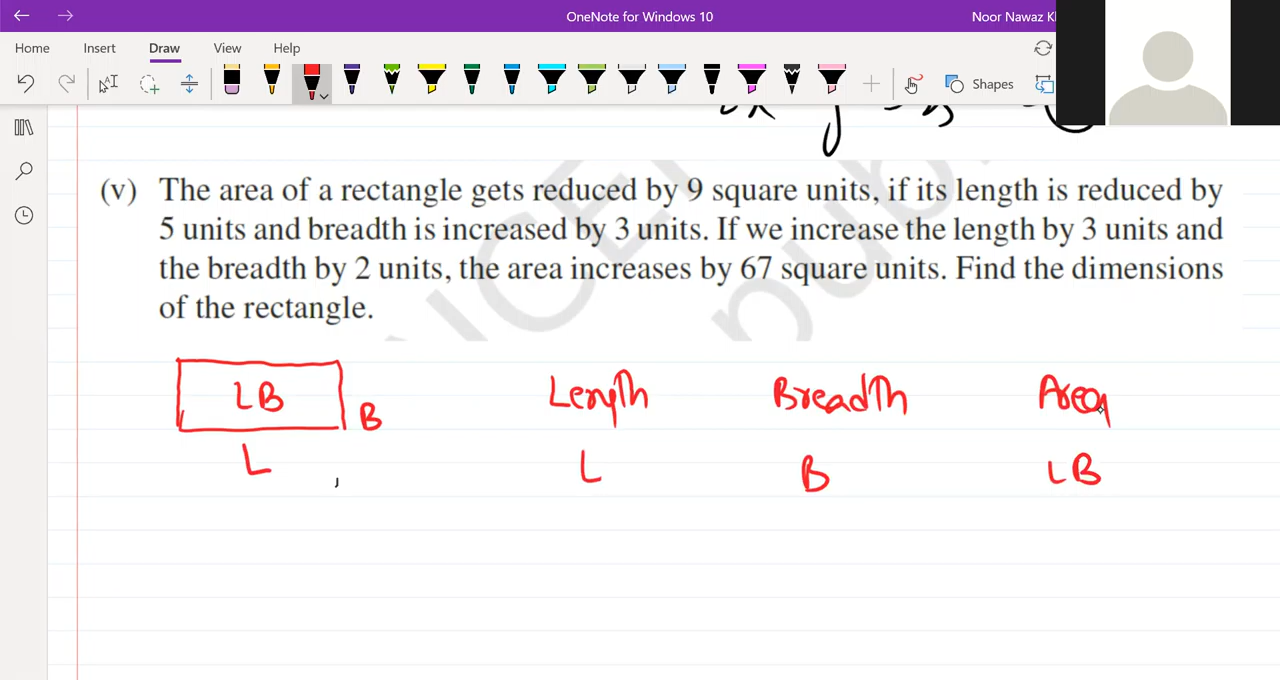 OneNote for Windows 10
Noor Nawaz
Home Insert Draw View Help
Shapes
(v) The area of a rectangle gets reduced by 9 square units, if its length is reduced by
5 units and breadth is increased by 3 units. If we increase the length by 3 units and
the breadth by 2 units, the area increases by 67 square units. Find the dimensions
of the rectangle.
LB B Length Breadth Area
L L B LB